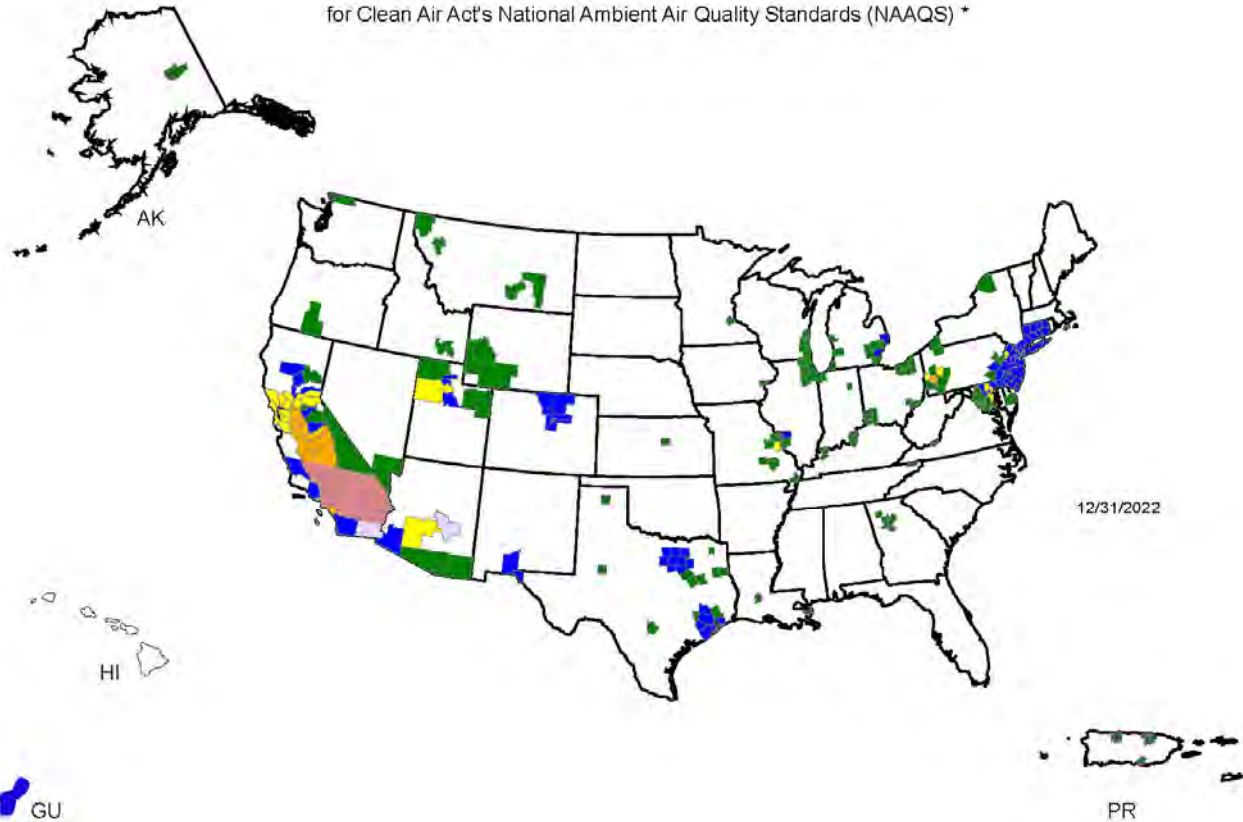 for Clean Air Act's National Ambient Air Quality Standards (NAAQS) *
AK
12/31/2022
HI
GU
PR